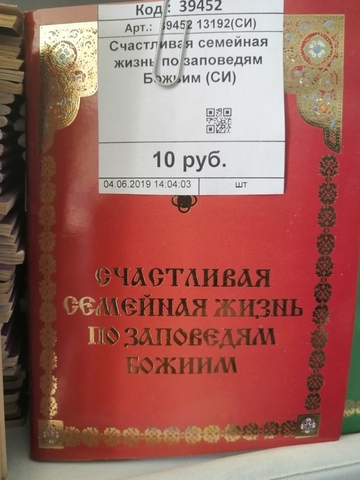 Код: 39452
Арт.: 39452 13192(СИ)
Счастливая семейная
жизнь по заповедям
Божиим (СИ)
10 руб.
04.06.2019 14:04:03
шт
СЧАСТЛИВАЯ
СЕМЕЙНАЯ ЖИЗНЬ
ПО ЗАПОВЕДЯМ
БОЖИИМ